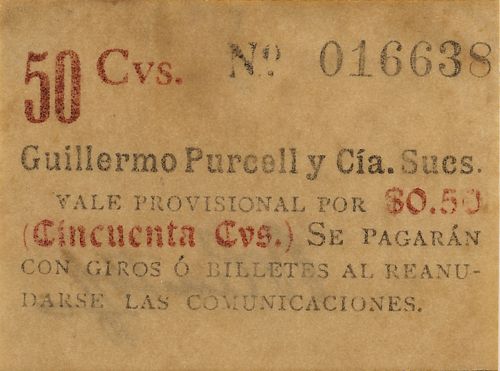 50 Cvs. Nº. 016638
Guillermo Purcell y Cía. Sucs.
VALE PROVISIONAL POR $0.50
(Cincuenta Cvs.) SE PAGARÁN
CON GIROS Ó BILLETES AL REANU-
DARSE LAS COMUNICACIONES.